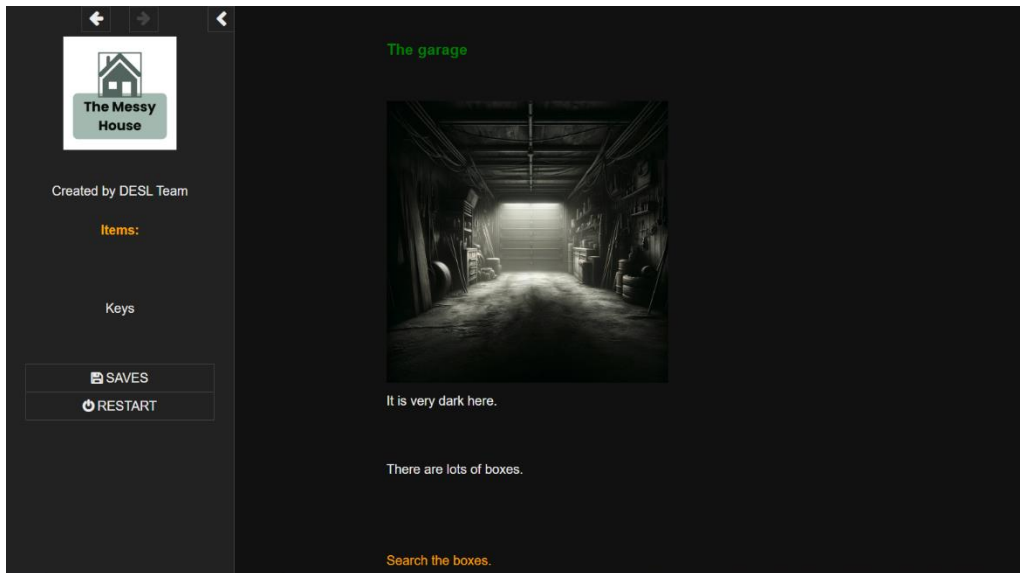 The Messy
House
Created by DESL Team
Items:
Keys
SAVES
RESTART
The garage
It is very dark here.
There are lots of boxes.
Search the boxes.